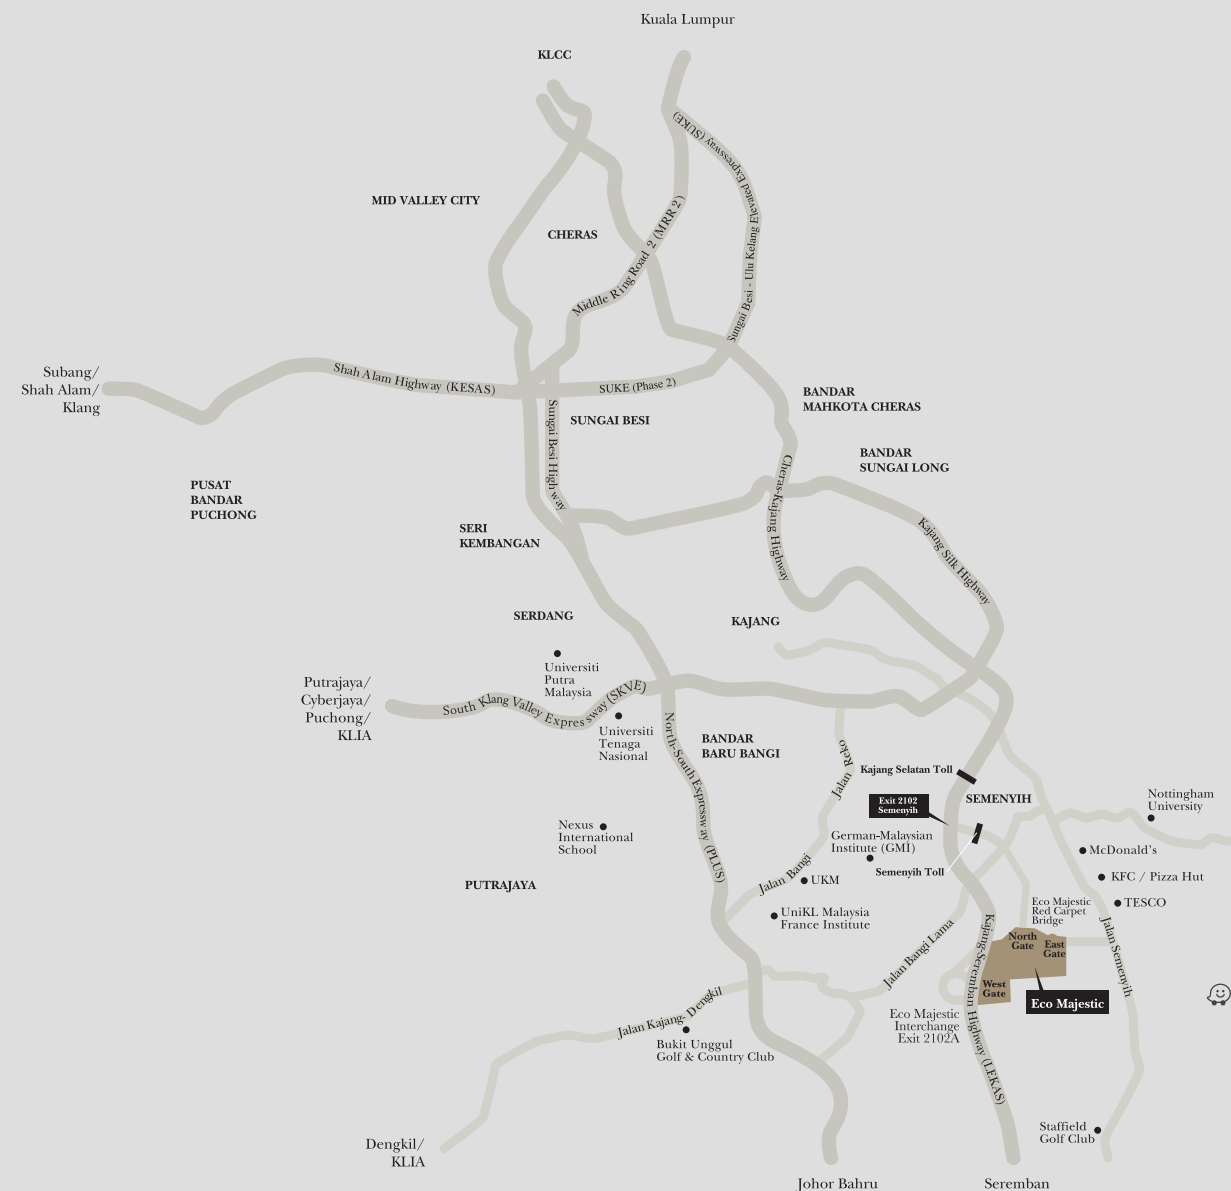 Kuala Lumpur
KLCC
Sungai Besi - Ulu Kelang Elevated Expressway (SUKE)
MID VALLEY CITY
CHERAS
Middle Ring Road 2 (MRR 2)
Subang/
Shah Alam/
Klang
Shah Alam Highway (KESAS)
SUKE (Phase 2)
BANDAR
MAHKOTA CHERAS
SUNGAI BESI
Sungai Besi High way
BANDAR
SUNGAI LONG
Cheras-Kajang Highway
PUSAT
BANDAR
PUCHONG
SERI
KEMBANGAN
Kajang Silk Highway
SERDANG
KAJANG
Universiti
Putra
Malaysia
Putrajaya/
Cyberjaya/
Puchong/
KLIA
South Klang Valley Expressway (SKVE)
Universiti
Tenaga
Nasional
North-South Expressway (PLUS)
BANDAR
BARU BANGI
Jalan Reko
Kajang Selatan Toll
Exit 2102
Semenyih
SEMENYIH
Nottingham
University
Nexus
International
School
German-Malaysian
Institute (GMI)
Semenyih Toll
McDonald's
KFC / Pizza Hut
TESCO
PUTRAJAYA
Jalan Bangi
UKM
UniKL Malaysia
France Institute
Eco Majestic
Red Carpet
Bridge
Jalan Bangi Lama
Kajang-Seremban Highway (LEKAS)
North
Gate
East
Gate
West
Gate
Jalan Semenyih
Eco Majestic
Eco Majestic
Interchange
Exit 2102A
Jalan Kajang- Dengkil
Bukit Unggul
Golf & Country Club
Staffield
Golf Club
Dengkil/
KLIA
Johor Bahru
Seremban